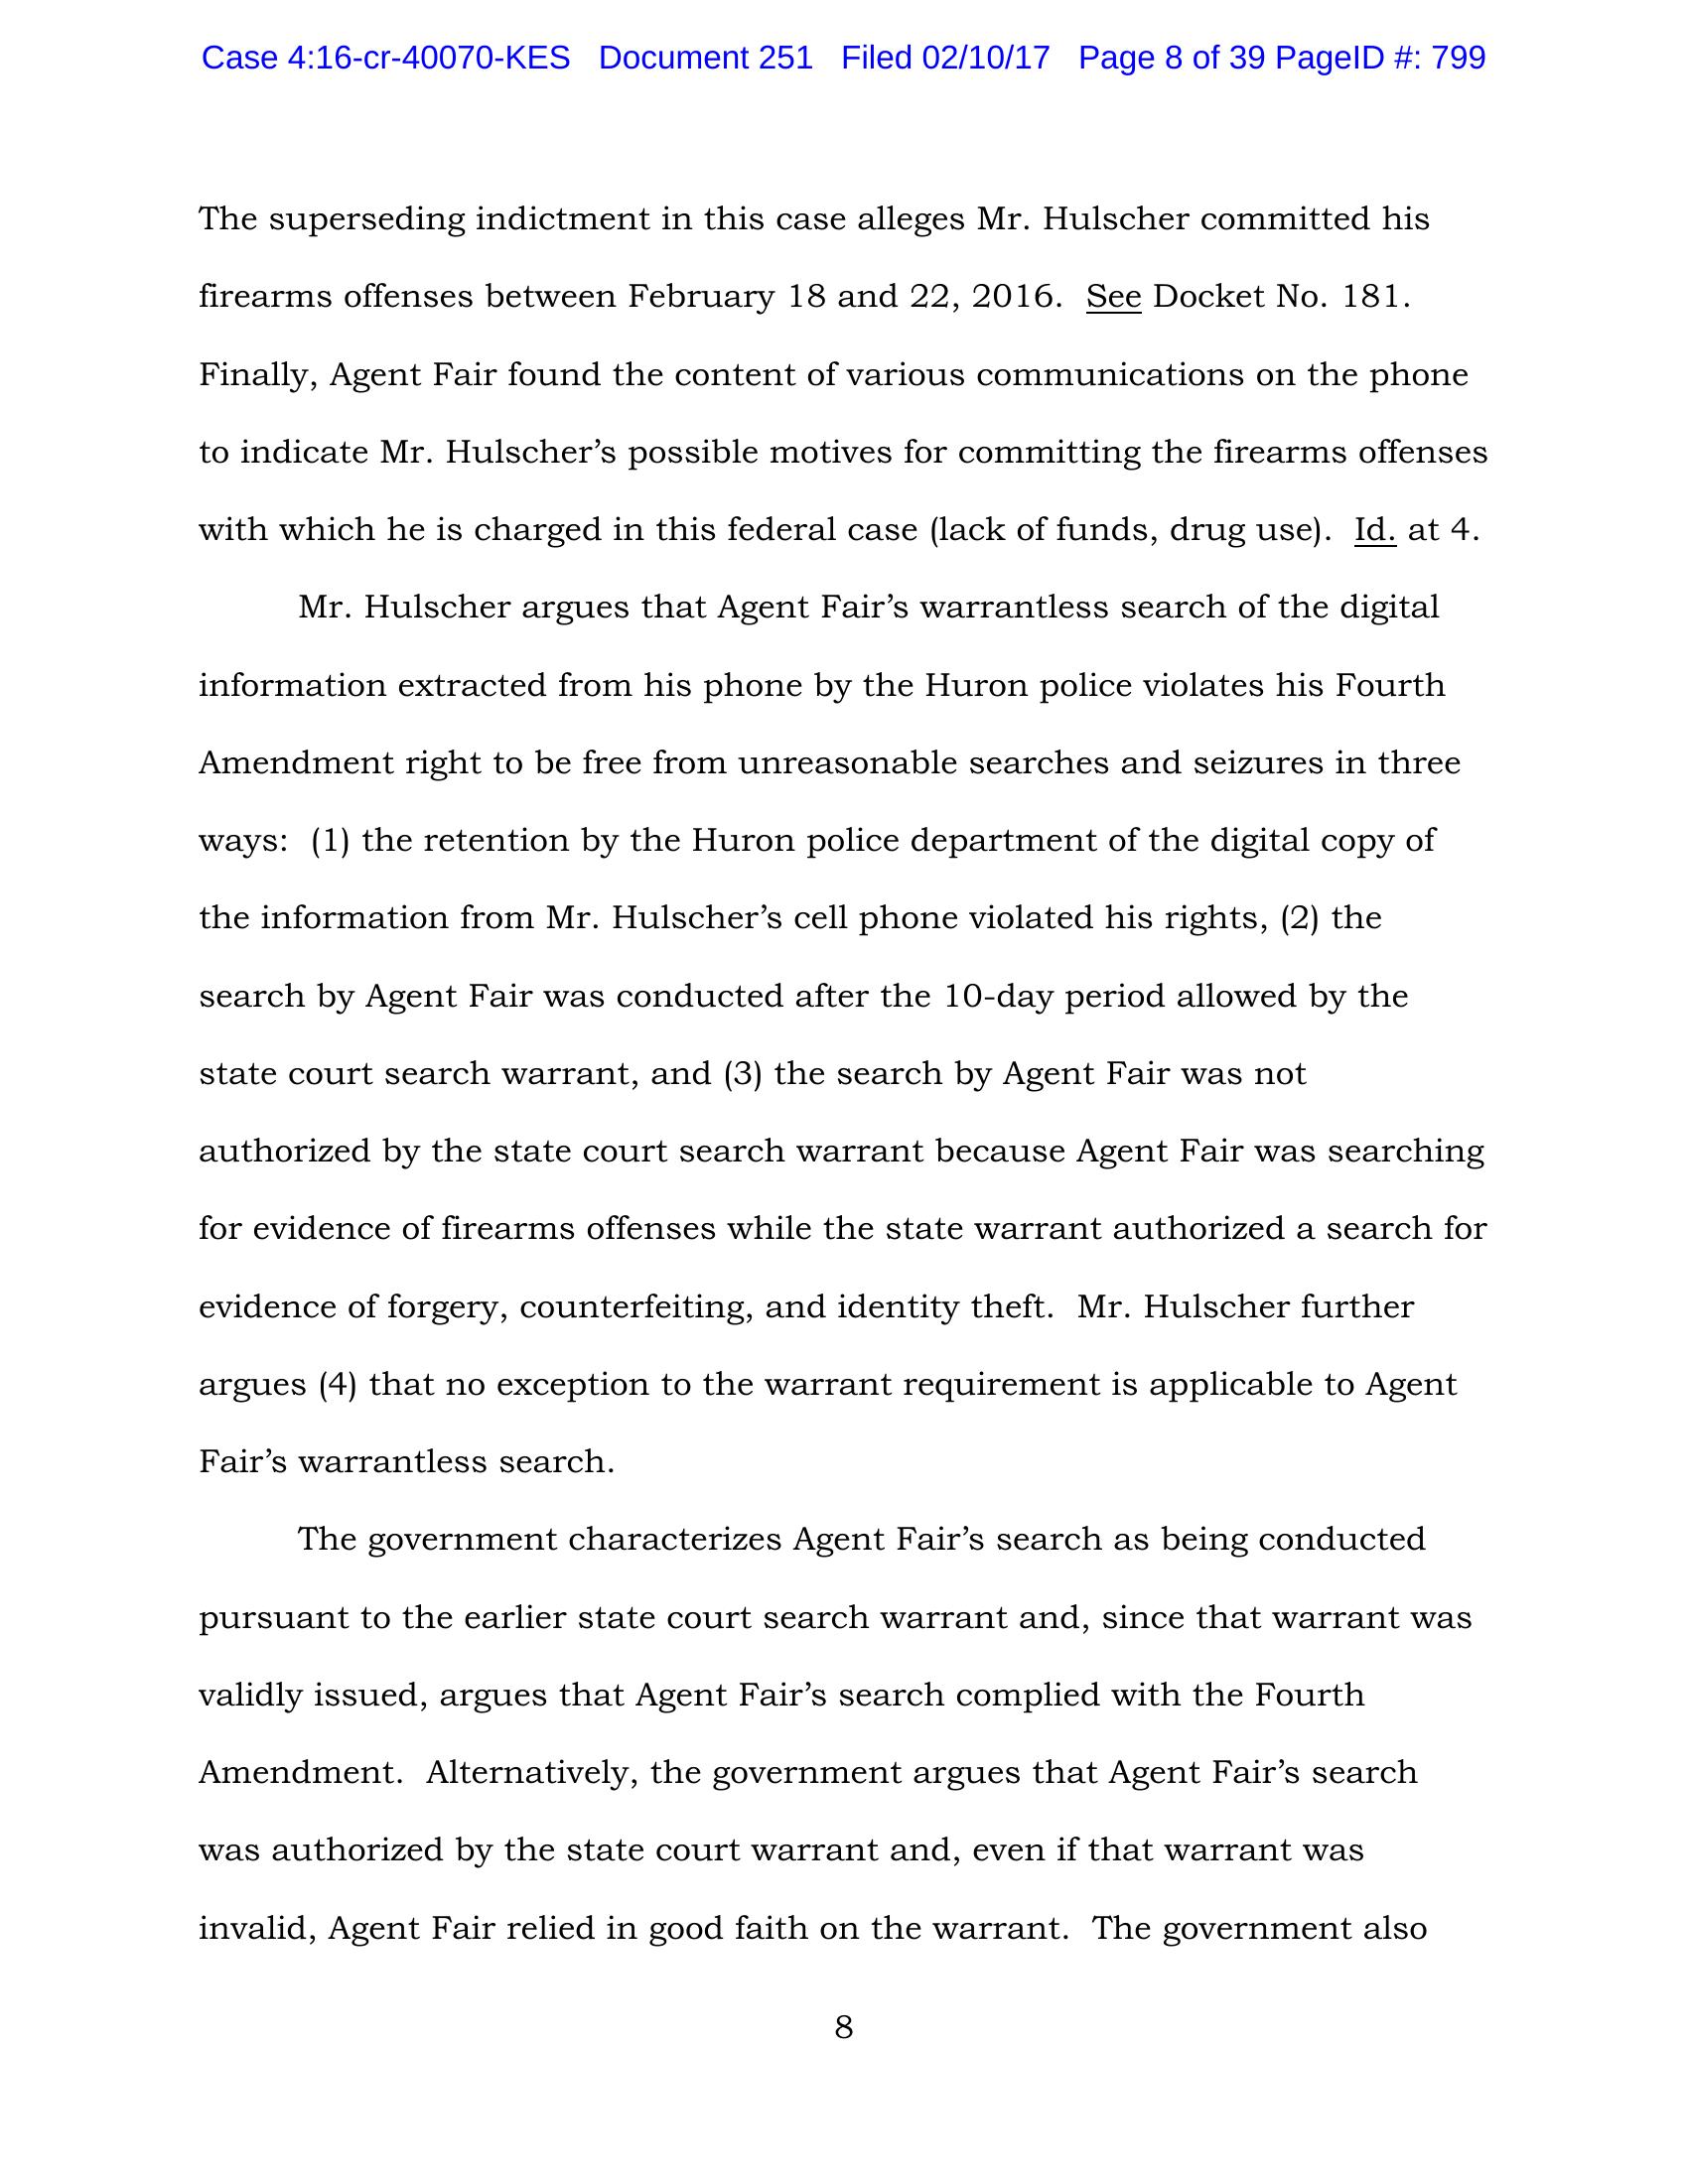 Case 4:16-cr-40070-KES Document 251 Filed 02/10/17 Page 8 of 39 PageID #: 799
The superseding indictment in this case alleges Mr. Hulscher committed his
firearms offenses between February 18 and 22, 2016. See Docket No. 181.
Finally, Agent Fair found the content of various communications on the phone
to indicate Mr. Hulscher’s possible motives for committing the firearms offenses
with which he is charged in this federal case (lack of funds, drug use). Id. at 4.
Mr. Hulscher argues that Agent Fair’s warrantless search of the digital
information extracted from his phone by the Huron police violates his Fourth
Amendment right to be free from unreasonable searches and seizures in three
ways: (1) the retention by the Huron police department of the digital copy of
the information from Mr. Hulscher’s cell phone violated his rights, (2) the
search by Agent Fair was conducted after the 10-day period allowed by the
state court search warrant, and (3) the search by Agent Fair was not
authorized by the state court search warrant because Agent Fair was searching
for evidence of firearms offenses while the state warrant authorized a search for
evidence of forgery, counterfeiting, and identity theft. Mr. Hulscher further
argues (4) that no exception to the warrant requirement is applicable to Agent
Fair’s warrantless search.
The government characterizes Agent Fair’s search as being conducted
pursuant to the earlier state court search warrant and, since that warrant was
validly issued, argues that Agent Fair’s search complied with the Fourth
Amendment. Alternatively, the government argues that Agent Fair’s search
was authorized by the state court warrant and, even if that warrant was
invalid, Agent Fair relied in good faith on the warrant. The government also
8